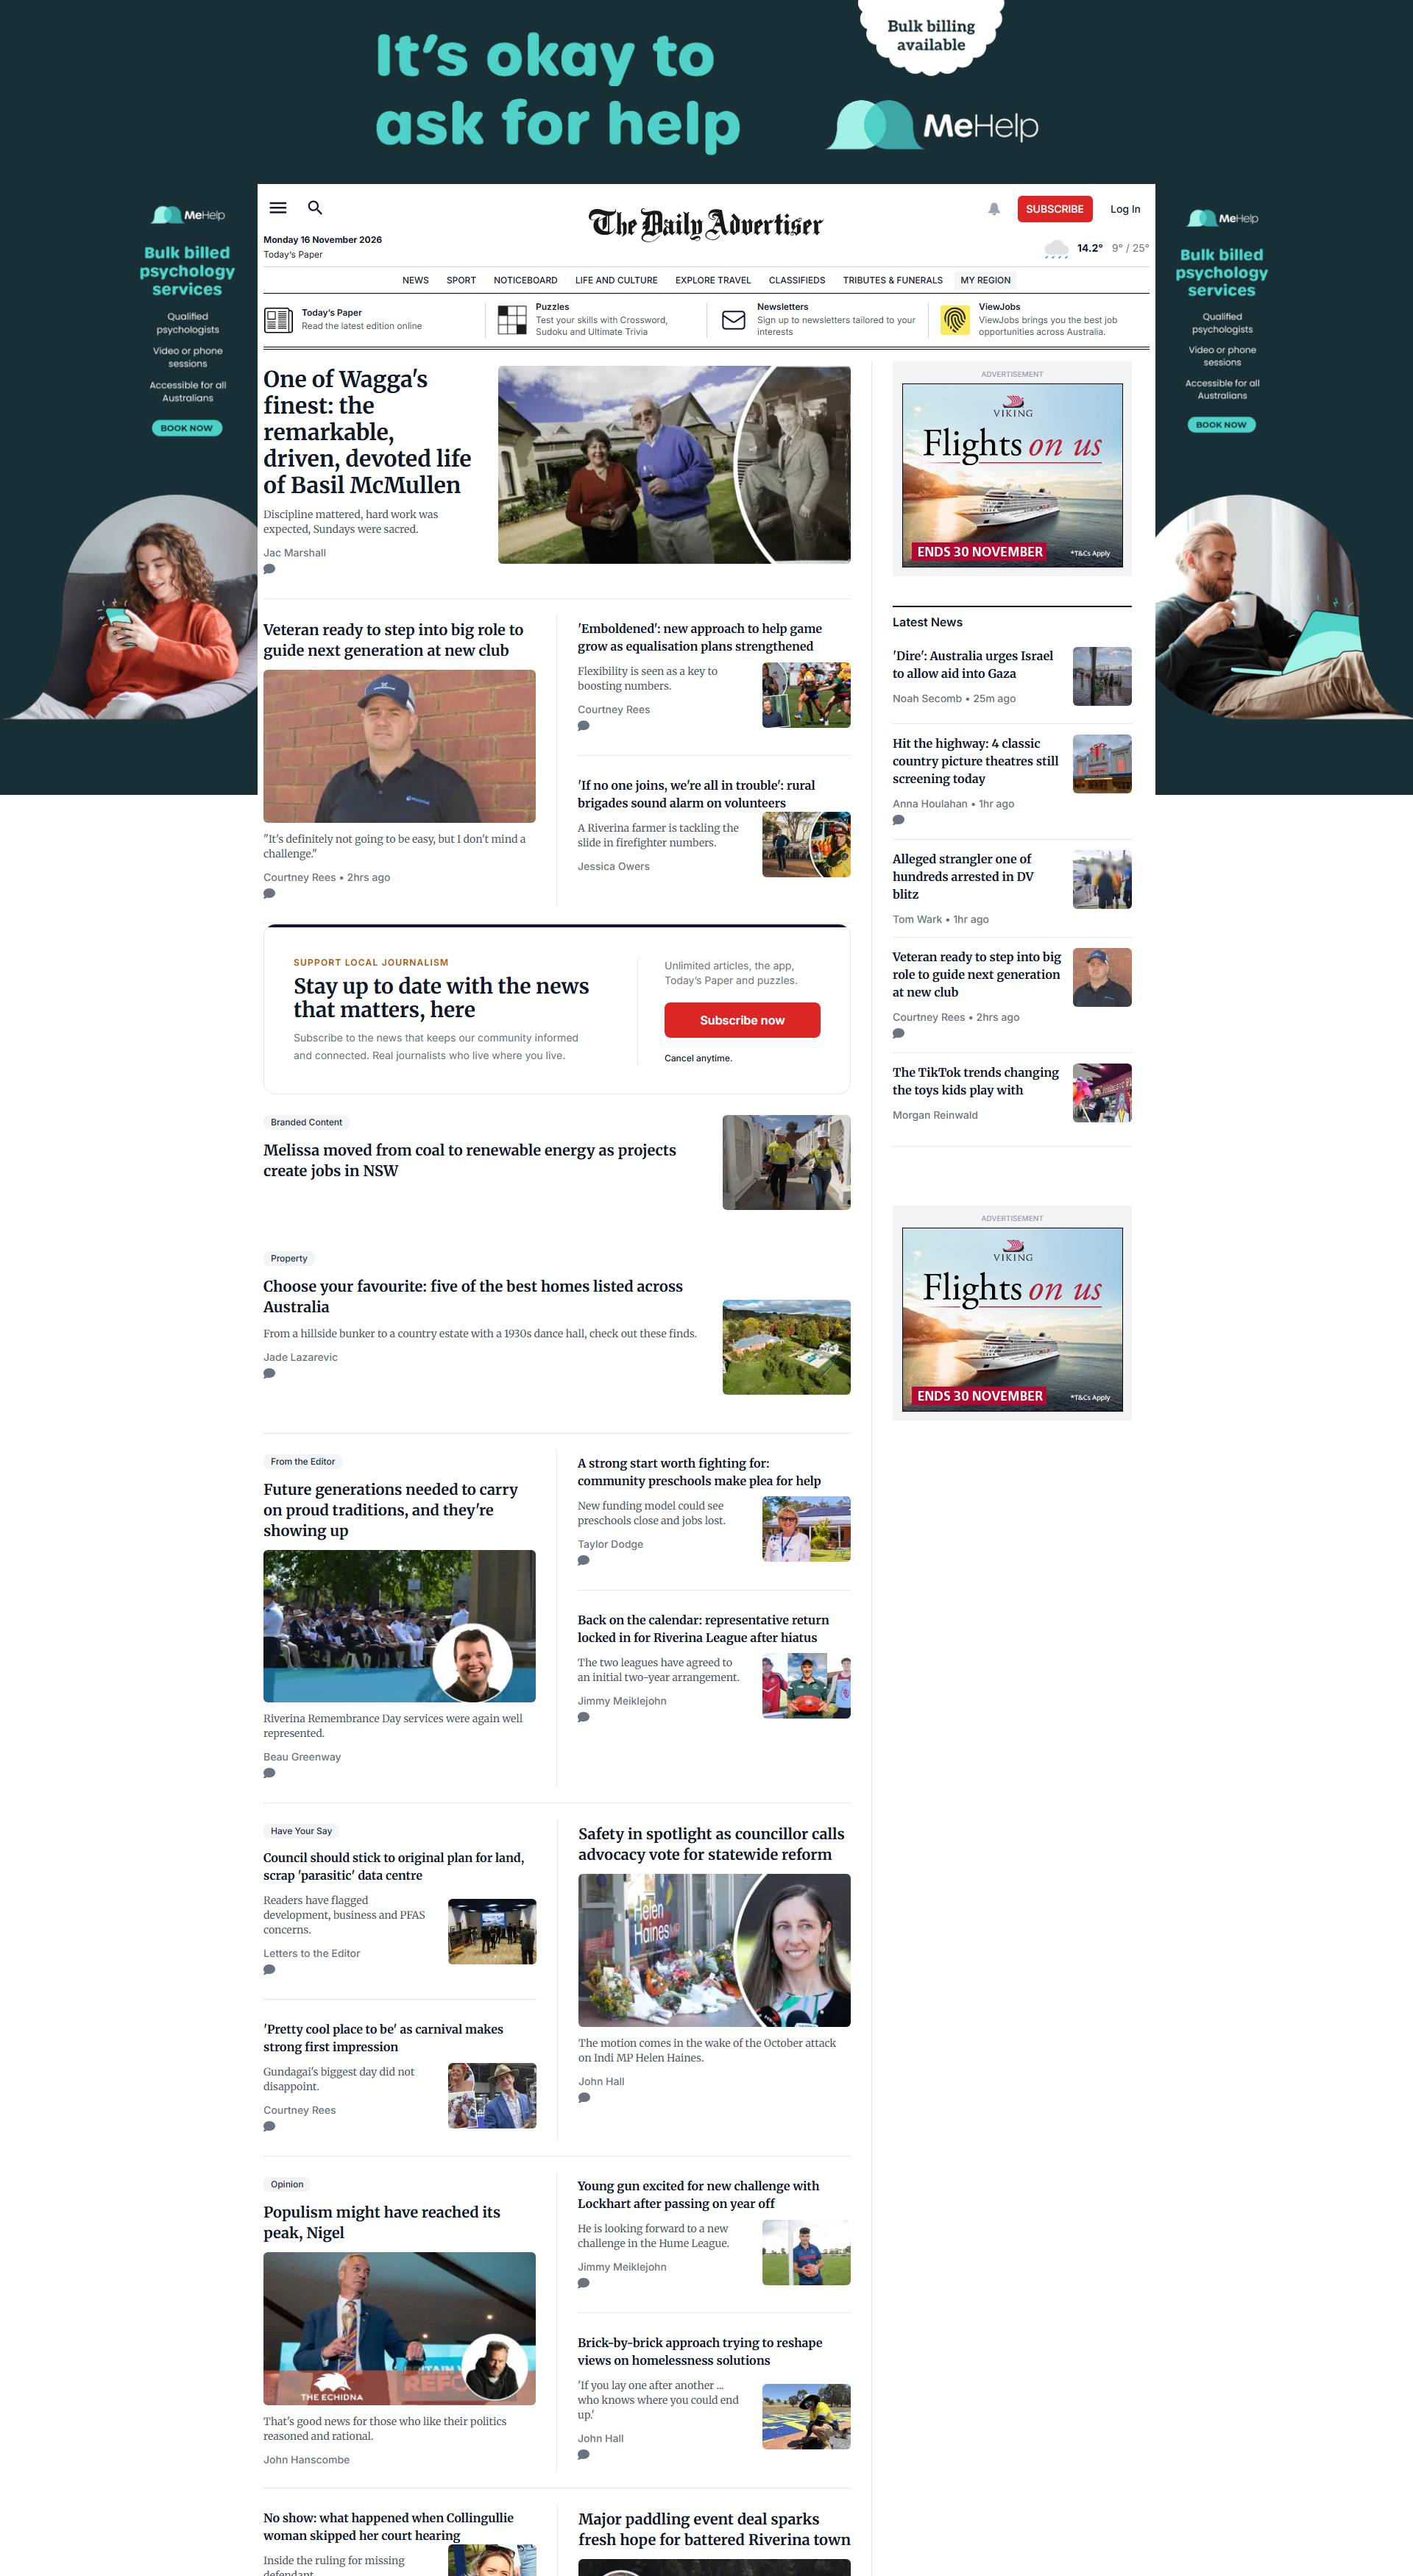 It's okay to
ask for help
Bulk billing
available
MeHelp
MeHelp
Bulk billed
psychology
services
Qualified
psychologists
Video or phone
sessions
Accessible for all
Australians
BOOK NOW
MeHelp
Bulk billed
psychology
services
Qualified
psychologists
Video or phone
sessions
Accessible for all
Australians
BOOK NOW
The Daily Advertiser
SUBSCRIBE
Log In
Monday 16 November 2026
Today's Paper
14.2° 9° / 25°
NEWS SPORT NOTICEBOARD LIFE AND CULTURE EXPLORE TRAVEL CLASSIFIEDS TRIBUTES & FUNERALS MY REGION
Today's Paper
Read the latest edition online
Puzzles
Test your skills with Crossword,
Sudoku and Ultimate Trivia
Newsletters
Sign up to newsletters tailored to your
interests
ViewJobs
ViewJobs brings you the best job
opportunities across Australia.
One of Wagga's
finest: the
remarkable,
driven, devoted life
of Basil McMullen
Discipline mattered, hard work was
expected, Sundays were sacred.
Jac Marshall
Veteran ready to step into big role to
guide next generation at new club
"It's definitely not going to be easy, but I don't mind a
challenge."
Courtney Rees • 2hrs ago
'Emboldened': new approach to help game
grow as equalisation plans strengthened
Flexibility is seen as a key to
boosting numbers.
Courtney Rees
'If no one joins, we're all in trouble': rural
brigades sound alarm on volunteers
A Riverina farmer is tackling the
slide in firefighter numbers.
Jessica Owers
SUPPORT LOCAL JOURNALISM
Stay up to date with the news
that matters, here
Subscribe to the news that keeps our community informed
and connected. Real journalists who live where you live.
Unlimited articles, the app,
Today's Paper and puzzles.
Subscribe now
Cancel anytime.
Branded Content
Melissa moved from coal to renewable energy as projects
create jobs in NSW
Property
Choose your favourite: five of the best homes listed across
Australia
From a hillside bunker to a country estate with a 1930s dance hall, check out these finds.
Jade Lazarevic
From the Editor
Future generations needed to carry
on proud traditions, and they're
showing up
Riverina Remembrance Day services were again well
represented.
Beau Greenway
A strong start worth fighting for:
community preschools make plea for help
New funding model could see
preschools close and jobs lost.
Taylor Dodge
Back on the calendar: representative return
locked in for Riverina League after hiatus
The two leagues have agreed to
an initial two-year arrangement.
Jimmy Meiklejohn
Have Your Say
Council should stick to original plan for land,
scrap 'parasitic' data centre
Readers have flagged
development, business and PFAS
concerns.
Letters to the Editor
'Pretty cool place to be' as carnival makes
strong first impression
Gundagai's biggest day did not
disappoint.
Courtney Rees
Safety in spotlight as councillor calls
advocacy vote for statewide reform
Helen
Haines MP
The motion comes in the wake of the October attack
on Indi MP Helen Haines.
John Hall
Opinion
Populism might have reached its
peak, Nigel
THE ECHIDNA
That's good news for those who like their politics
reasoned and rational.
John Hanscombe
Young gun excited for new challenge with
Lockhart after passing on year off
He is looking forward to a new
challenge in the Hume League.
Jimmy Meiklejohn
Brick-by-brick approach trying to reshape
views on homelessness solutions
'If you lay one after another ...
who knows where you could end
up.'
John Hall
No show: what happened when Collingullie
woman skipped her court hearing
Inside the ruling for missing
defendant.
Major paddling event deal sparks
fresh hope for battered Riverina town
ADVERTISEMENT
VIKING
Flights on us
ENDS 30 NOVEMBER
*T&Cs Apply
Latest News
'Dire': Australia urges Israel
to allow aid into Gaza
Noah Secomb • 25m ago
Hit the highway: 4 classic
country picture theatres still
screening today
Anna Houlahan • 1hr ago
Alleged strangler one of
hundreds arrested in DV
blitz
Tom Wark • 1hr ago
Veteran ready to step into big
role to guide next generation
at new club
Courtney Rees • 2hrs ago
The TikTok trends changing
the toys kids play with
Morgan Reinwald
ADVERTISEMENT
VIKING
Flights on us
ENDS 30 NOVEMBER
*T&Cs Apply